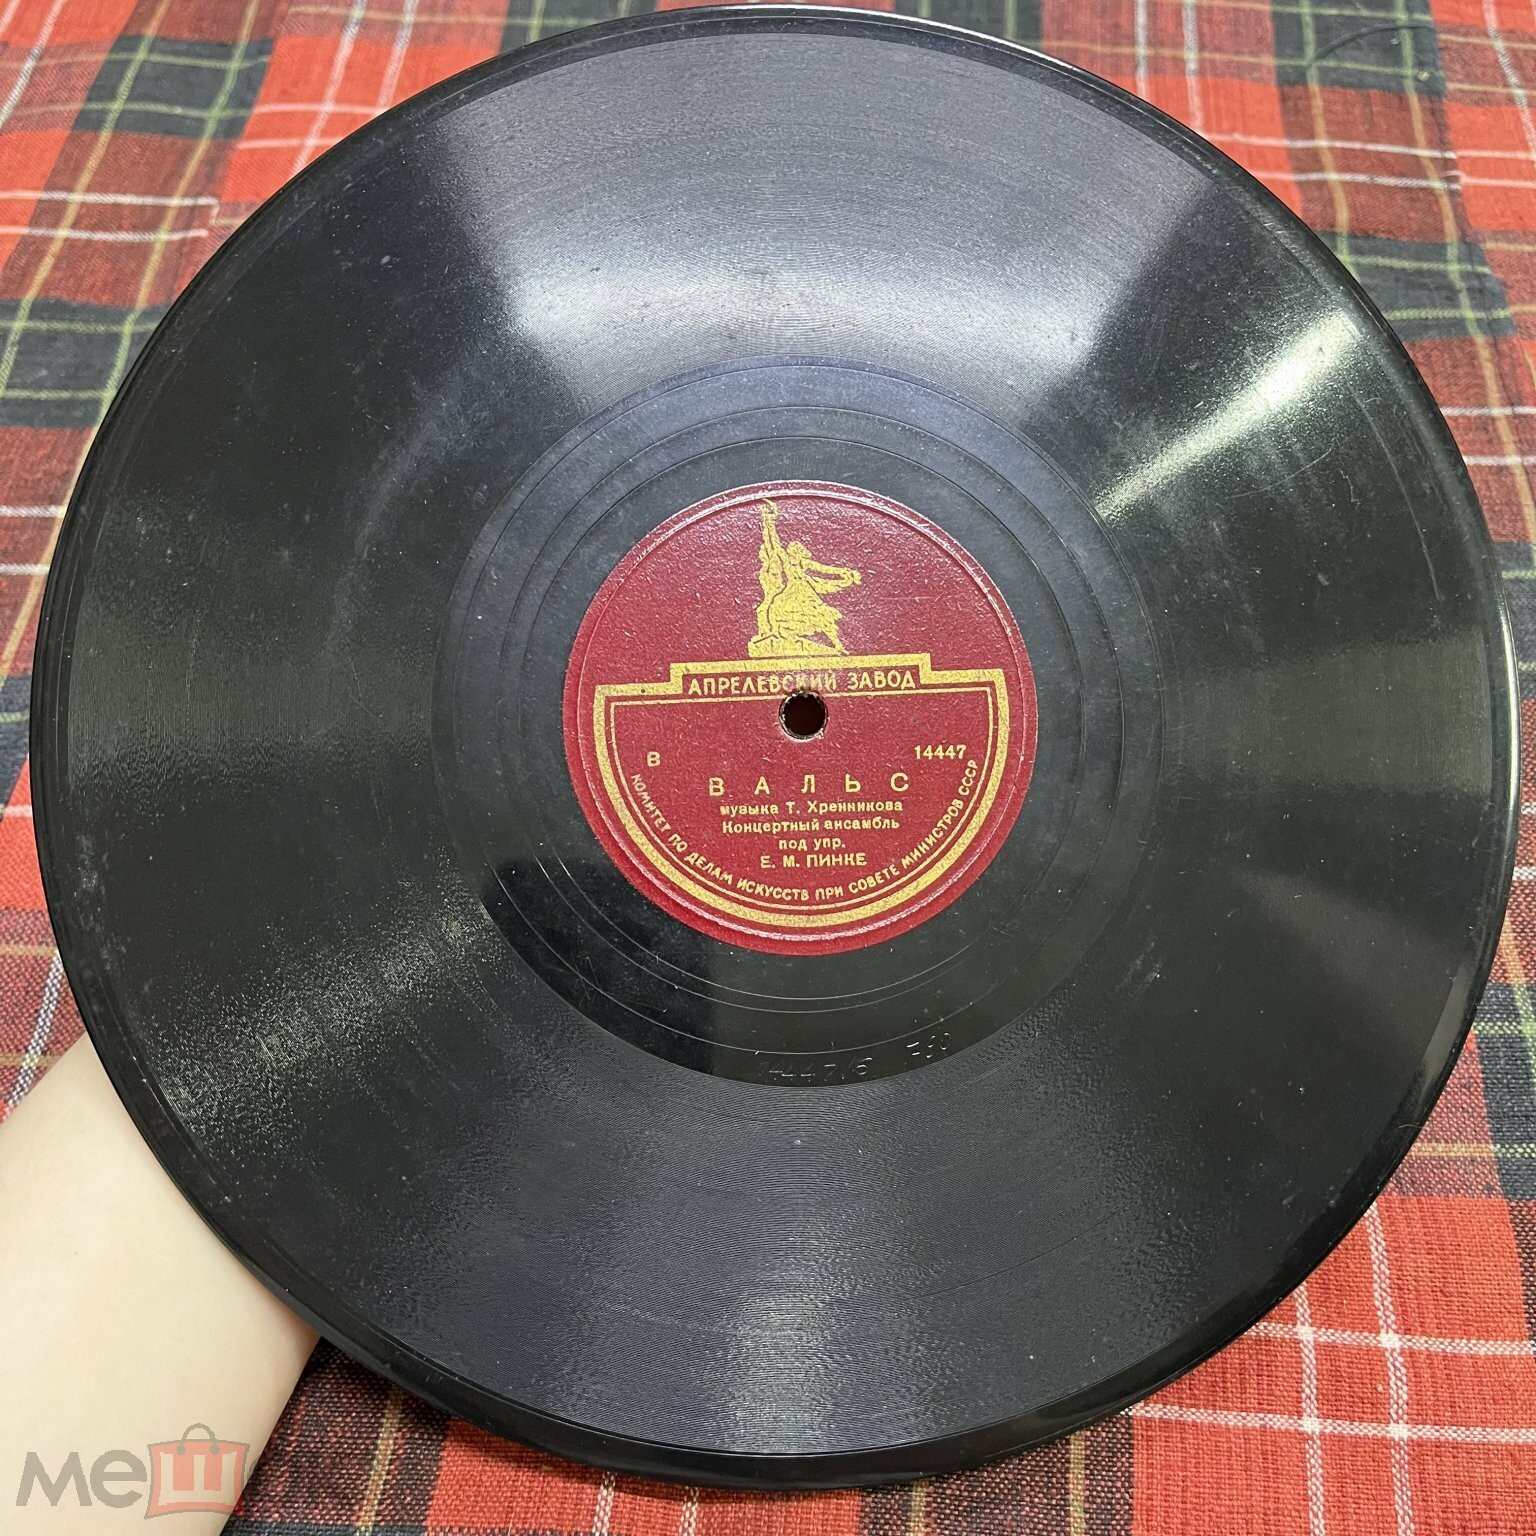 АПРЕЛЕВСКИЙ ЗАВОД
В 14447
ВАЛЬС
музыка Т. Хренникова
Концертный ансамбль
под упр.
Е. М. ПИНКЕ
КОМИТЕТ ПО ДЕЛАМ ИСКУССТВ ПРИ СОВЕТЕ МИНИСТРОВ СССР
меш